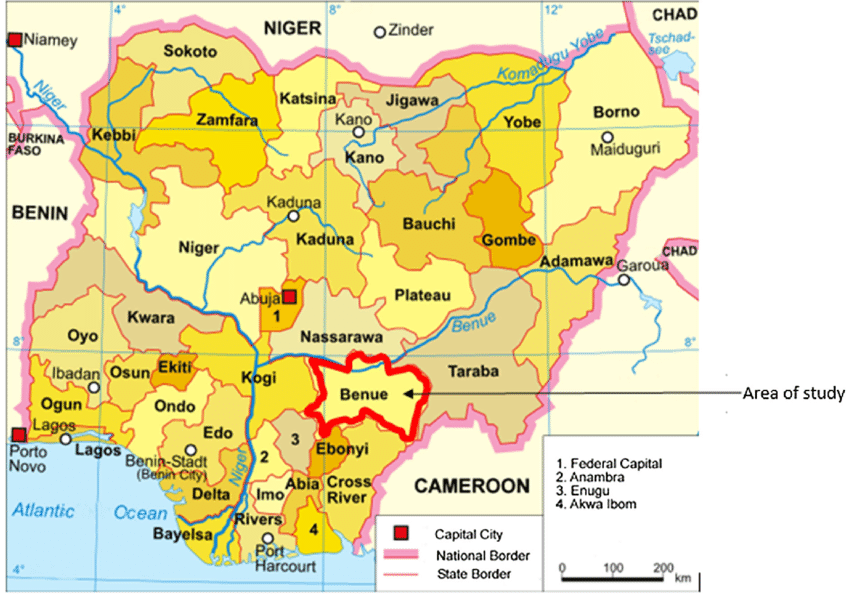 4°
8°
12°
CHAD
NIGER
Zinder
Niamey
Tschad-
see
Sokoto
Komadugu Yobe
Niger
Katsina
Jigawa
Kano
Zamfara
Yobe
Borno
BURKINA
FASO
Kebbi
Kano
Maiduguri
BENIN
Kaduna
Bauchi
Gombe
Niger
Kaduna
Adamawa
CHAD
Garoua
Abuja
1
Plateau
Kwara
Nassarawa
Benue
8°
Oyo
8°
Ibadan
Osun
Ekiti
Kogi
Benue
Taraba
Area of study
Ogun
Ondo
Lagos
Edo
3
Porto
Novo
Lagos
Benin-Stadt
(Benin City)
Niger
2
Ebonyi
1. Federal Capital
2. Anambra
3. Enugu
4. Akwa Ibom
Delta
Imo
Abia
Cross
River
CAMEROON
Atlantic Ocean
Bayelsa
Rivers
4
Port
Harcourt
Capital City
National Border
State Border
4°
0 100 200 km